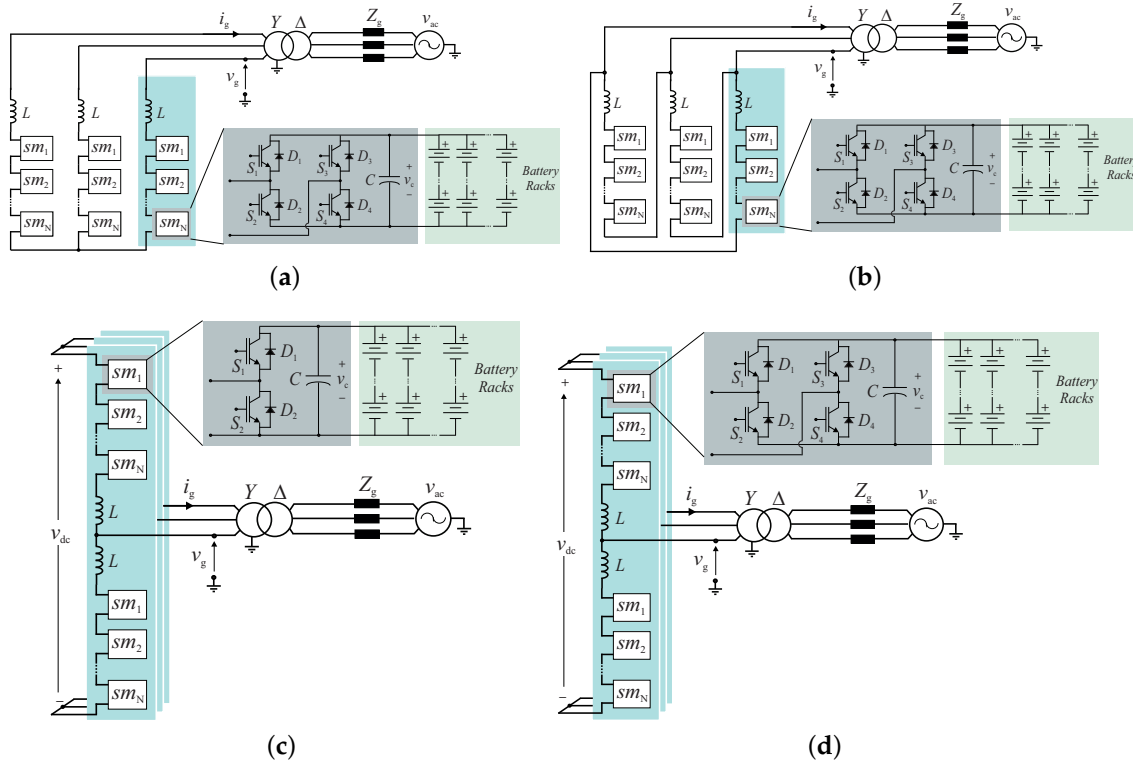 i_g Y Δ Z_g v_ac
v_g
L L L
sm_1 sm_1 sm_1
sm_2 sm_2 sm_2
sm_N sm_N sm_N
S_1 D_1 S_3 D_3
S_2 D_2 S_4 D_4
C + v_c −
+ + +
+ + +
Battery
Racks
(a)
i_g Y Δ Z_g v_ac
v_g
L L L
sm_1 sm_1 sm_1
sm_2 sm_2 sm_2
sm_N sm_N sm_N
S_1 D_1 S_3 D_3
S_2 D_2 S_4 D_4
C + v_c −
+ + +
+ + +
Battery
Racks
(b)
+
v_dc
−
sm_1
sm_2
sm_N
L
L
sm_1
sm_2
sm_N
S_1 D_1
S_2 D_2
C + v_c −
+ + +
+ + +
Battery
Racks
i_g Y Δ Z_g v_ac
v_g
(c)
+
v_dc
−
sm_1
sm_2
sm_N
L
L
sm_1
sm_2
sm_N
S_1 D_1 S_3 D_3
S_2 D_2 S_4 D_4
C + v_c −
+ + +
+ + +
Battery
Racks
i_g Y Δ Z_g v_ac
v_g
(d)